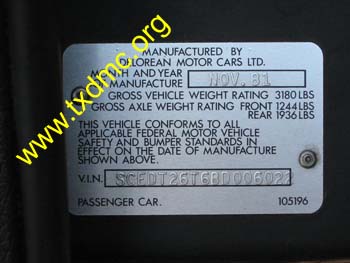 MANUFACTURED BY
DELOREAN MOTOR CARS LTD.
MONTH AND YEAR
OF MANUFACTURE NOV. 81
GROSS VEHICLE WEIGHT RATING 3180 LBS
GROSS AXLE WEIGHT RATING FRONT 1244 LBS
REAR 1936 LBS
THIS VEHICLE CONFORMS TO ALL
APPLICABLE FEDERAL MOTOR VEHICLE
SAFETY AND BUMPER STANDARDS IN
EFFECT ON THE DATE OF MANUFACTURE
SHOWN ABOVE.
V.I.N.
PASSENGER CAR. 105196
www.txdmc.org